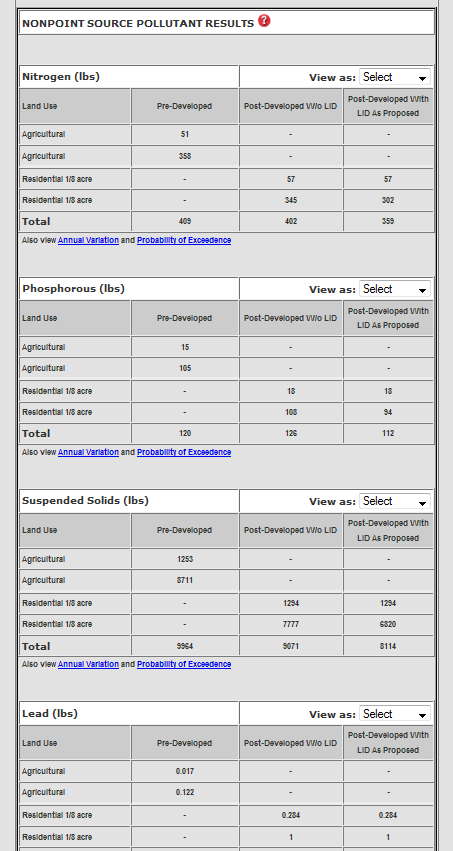 NONPOINT SOURCE POLLUTANT RESULTS ?
Nitrogen (lbs) View as: Select
Land Use Pre-Developed Post-Developed W/o LID Post-Developed With LID As Proposed
Agricultural 51 - -
Agricultural 358 - -
Residential 1/8 acre - 57 57
Residential 1/8 acre - 345 302
Total 409 402 359
Also view Annual Variation and Probability of Exceedence
Phosphorous (lbs) View as: Select
Land Use Pre-Developed Post-Developed W/o LID Post-Developed With LID As Proposed
Agricultural 15 - -
Agricultural 105 - -
Residential 1/8 acre - 18 18
Residential 1/8 acre - 108 94
Total 120 126 112
Also view Annual Variation and Probability of Exceedence
Suspended Solids (lbs) View as: Select
Land Use Pre-Developed Post-Developed W/o LID Post-Developed With LID As Proposed
Agricultural 1253 - -
Agricultural 8711 - -
Residential 1/8 acre - 1294 1294
Residential 1/8 acre - 7777 6820
Total 9964 9071 8114
Also view Annual Variation and Probability of Exceedence
Lead (lbs) View as: Select
Land Use Pre-Developed Post-Developed W/o LID Post-Developed With LID As Proposed
Agricultural 0.017 - -
Agricultural 0.122 - -
Residential 1/8 acre - 0.284 0.284
Residential 1/8 acre - 1 1